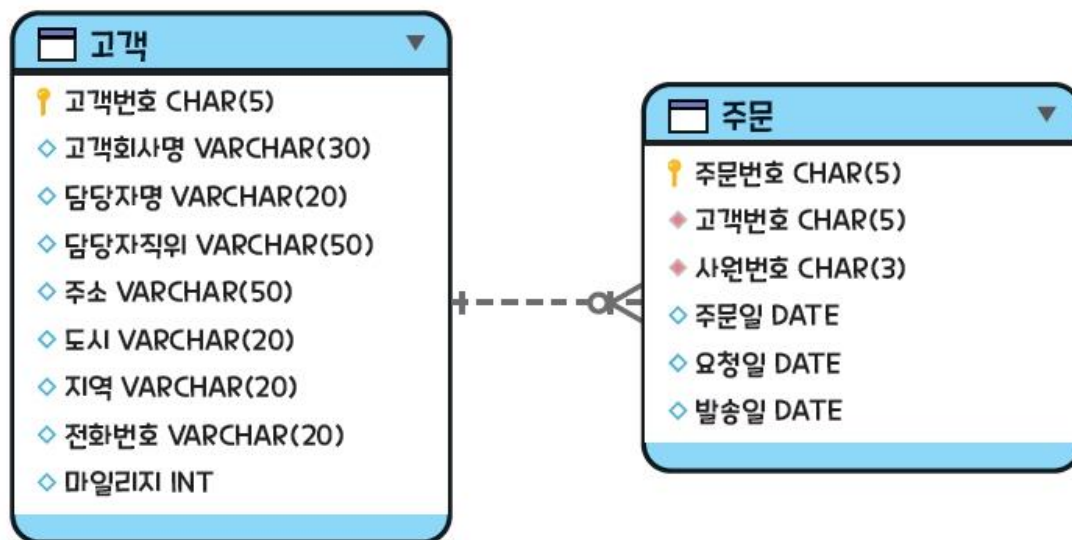 고객
고객번호 CHAR(5)
고객회사명 VARCHAR(30)
담당자명 VARCHAR(20)
담당자직위 VARCHAR(50)
주소 VARCHAR(50)
도시 VARCHAR(20)
지역 VARCHAR(20)
전화번호 VARCHAR(20)
마일리지 INT
주문
주문번호 CHAR(5)
고객번호 CHAR(5)
사원번호 CHAR(3)
주문일 DATE
요청일 DATE
발송일 DATE